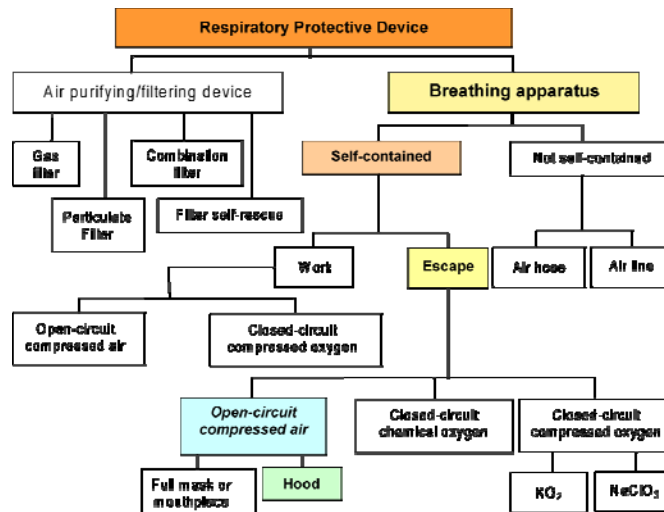 Respiratory Protective Device
Air purifying/filtering device
Breathing apparatus
Gas
filter
Combination
filter
Self-contained
Not self-contained
Particulate
Filter
Filter self-rescue
Work
Escape
Air hose
Air line
Open-circuit
compressed air
Closed-circuit
compressed oxygen
Open-circuit
compressed air
Closed-circuit
chemical oxygen
Closed-circuit
compressed oxygen
Full mask or
mouthpiece
Hood
KO₂
NaClO₃